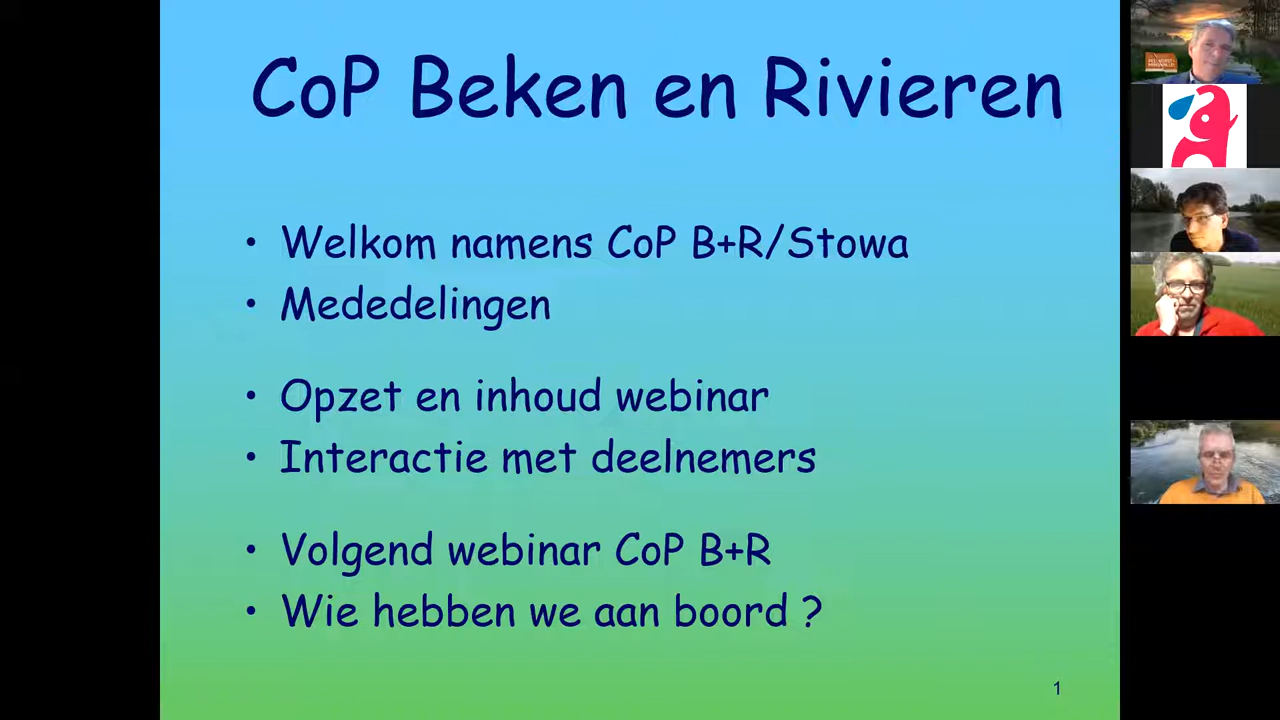 CoP Beken en Rivieren
• Welkom namens CoP B+R/Stowa
• Mededelingen
• Opzet en inhoud webinar
• Interactie met deelnemers
• Volgend webinar CoP B+R
• Wie hebben we aan boord ?
1